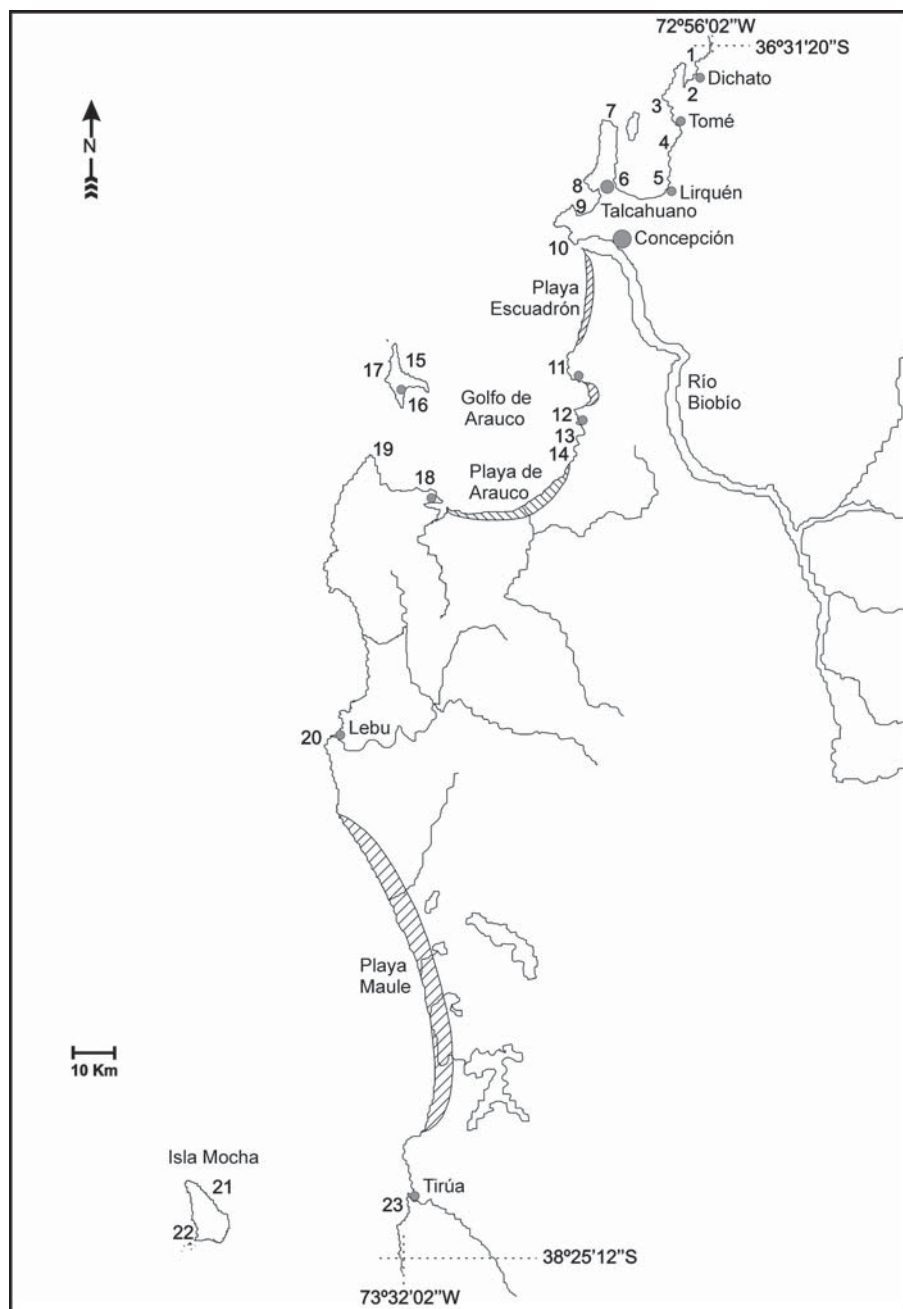 72º56'02”W
36º31'20”S
1
Dichato
2
3
7
Tomé
4
8
6
5
Lirquén
9
Talcahuano
10
Concepción
Playa
Escuadrón
N
17
15
16
11
Río
Biobío
Golfo de
Arauco
12
13
14
19
18
Playa de
Arauco
20
Lebu
Playa
Maule
10 Km
Isla Mocha
21
22
Tirúa
23
38º25'12”S
73º32'02”W